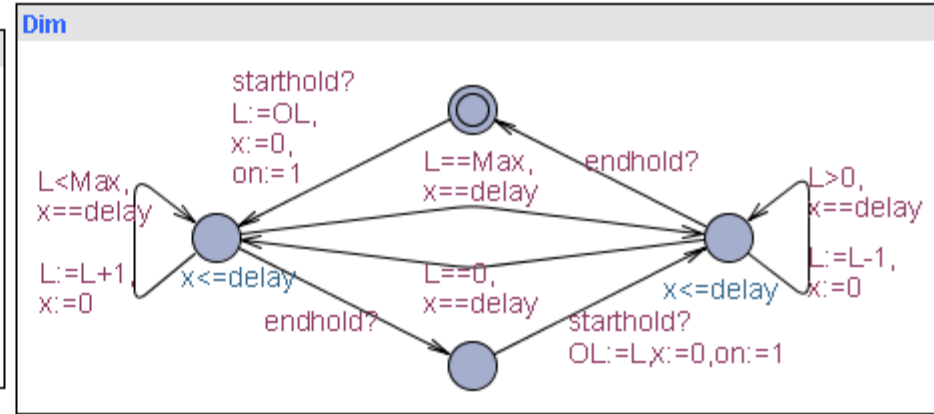 Dim
starthold?
L:=OL,
x:=0,
on:=1
L==Max,
x==delay
endhold?
L<Max,
x==delay
L>0,
x==delay
L:=L+1,
x:=0
x<=delay
L==0,
x==delay
x<=delay
L:=L-1,
x:=0
endhold?
starthold?
OL:=L,x:=0,on:=1